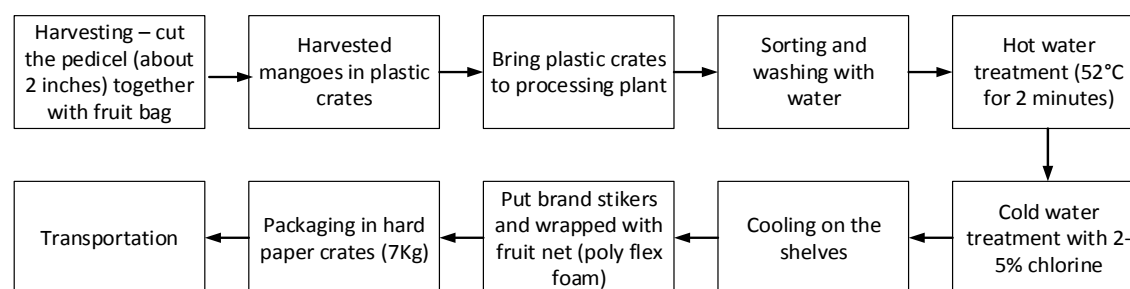 Harvesting – cut
the pedicel (about
2 inches) together
with fruit bag
Harvested
mangoes in plastic
crates
Bring plastic crates
to processing plant
Sorting and
washing with
water
Hot water
treatment (52°C
for 2 minutes)
Cold water
treatment with 2-
5% chlorine
Cooling on the
shelves
Put brand stikers
and wrapped with
fruit net (poly flex
foam)
Packaging in hard
paper crates (7Kg)
Transportation